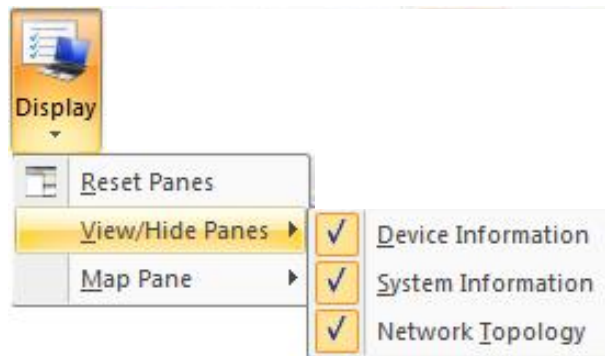 Display
Reset Panes
View/Hide Panes
Map Pane
Device Information
System Information
Network Topology